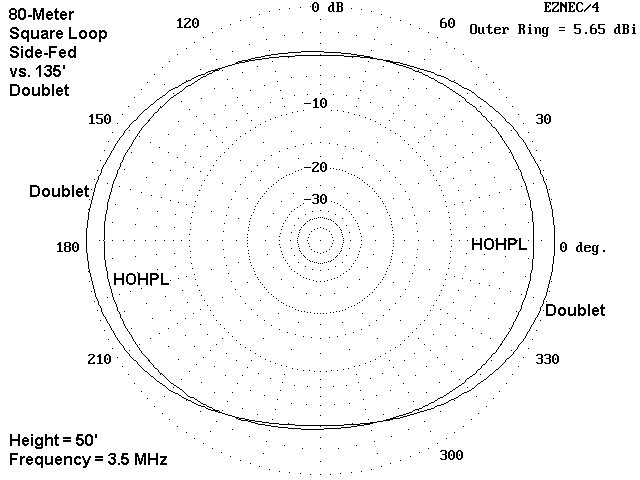 80-Meter
Square Loop
Side-Fed
vs. 135'
Doublet
0 dB
EZNEC/4
Outer Ring = 5.65 dBi
120
60
150
30
-10
-20
-30
Doublet
180
HOHPL
0 deg.
HOHPL
Doublet
210
330
300
Height = 50'
Frequency = 3.5 MHz